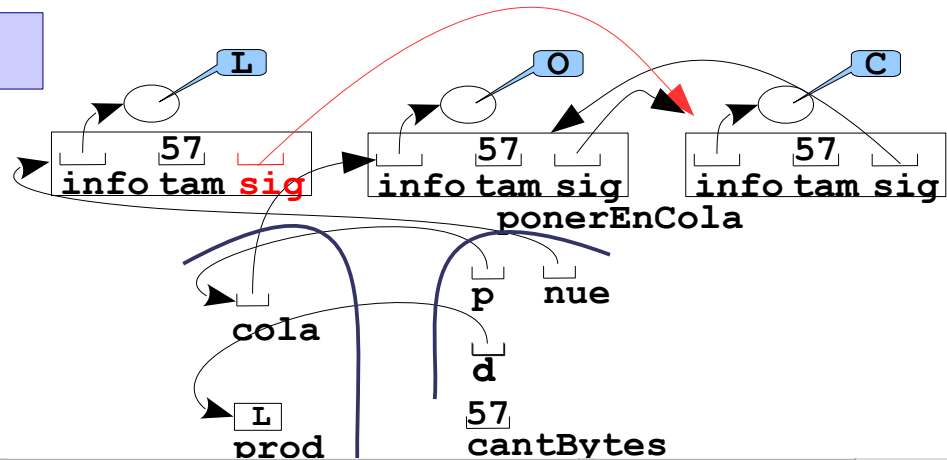 L O C
57 57 57
info tam sig info tam sig info tam sig
ponerEnCola
p nue
cola
d
L 57
prod cantBytes